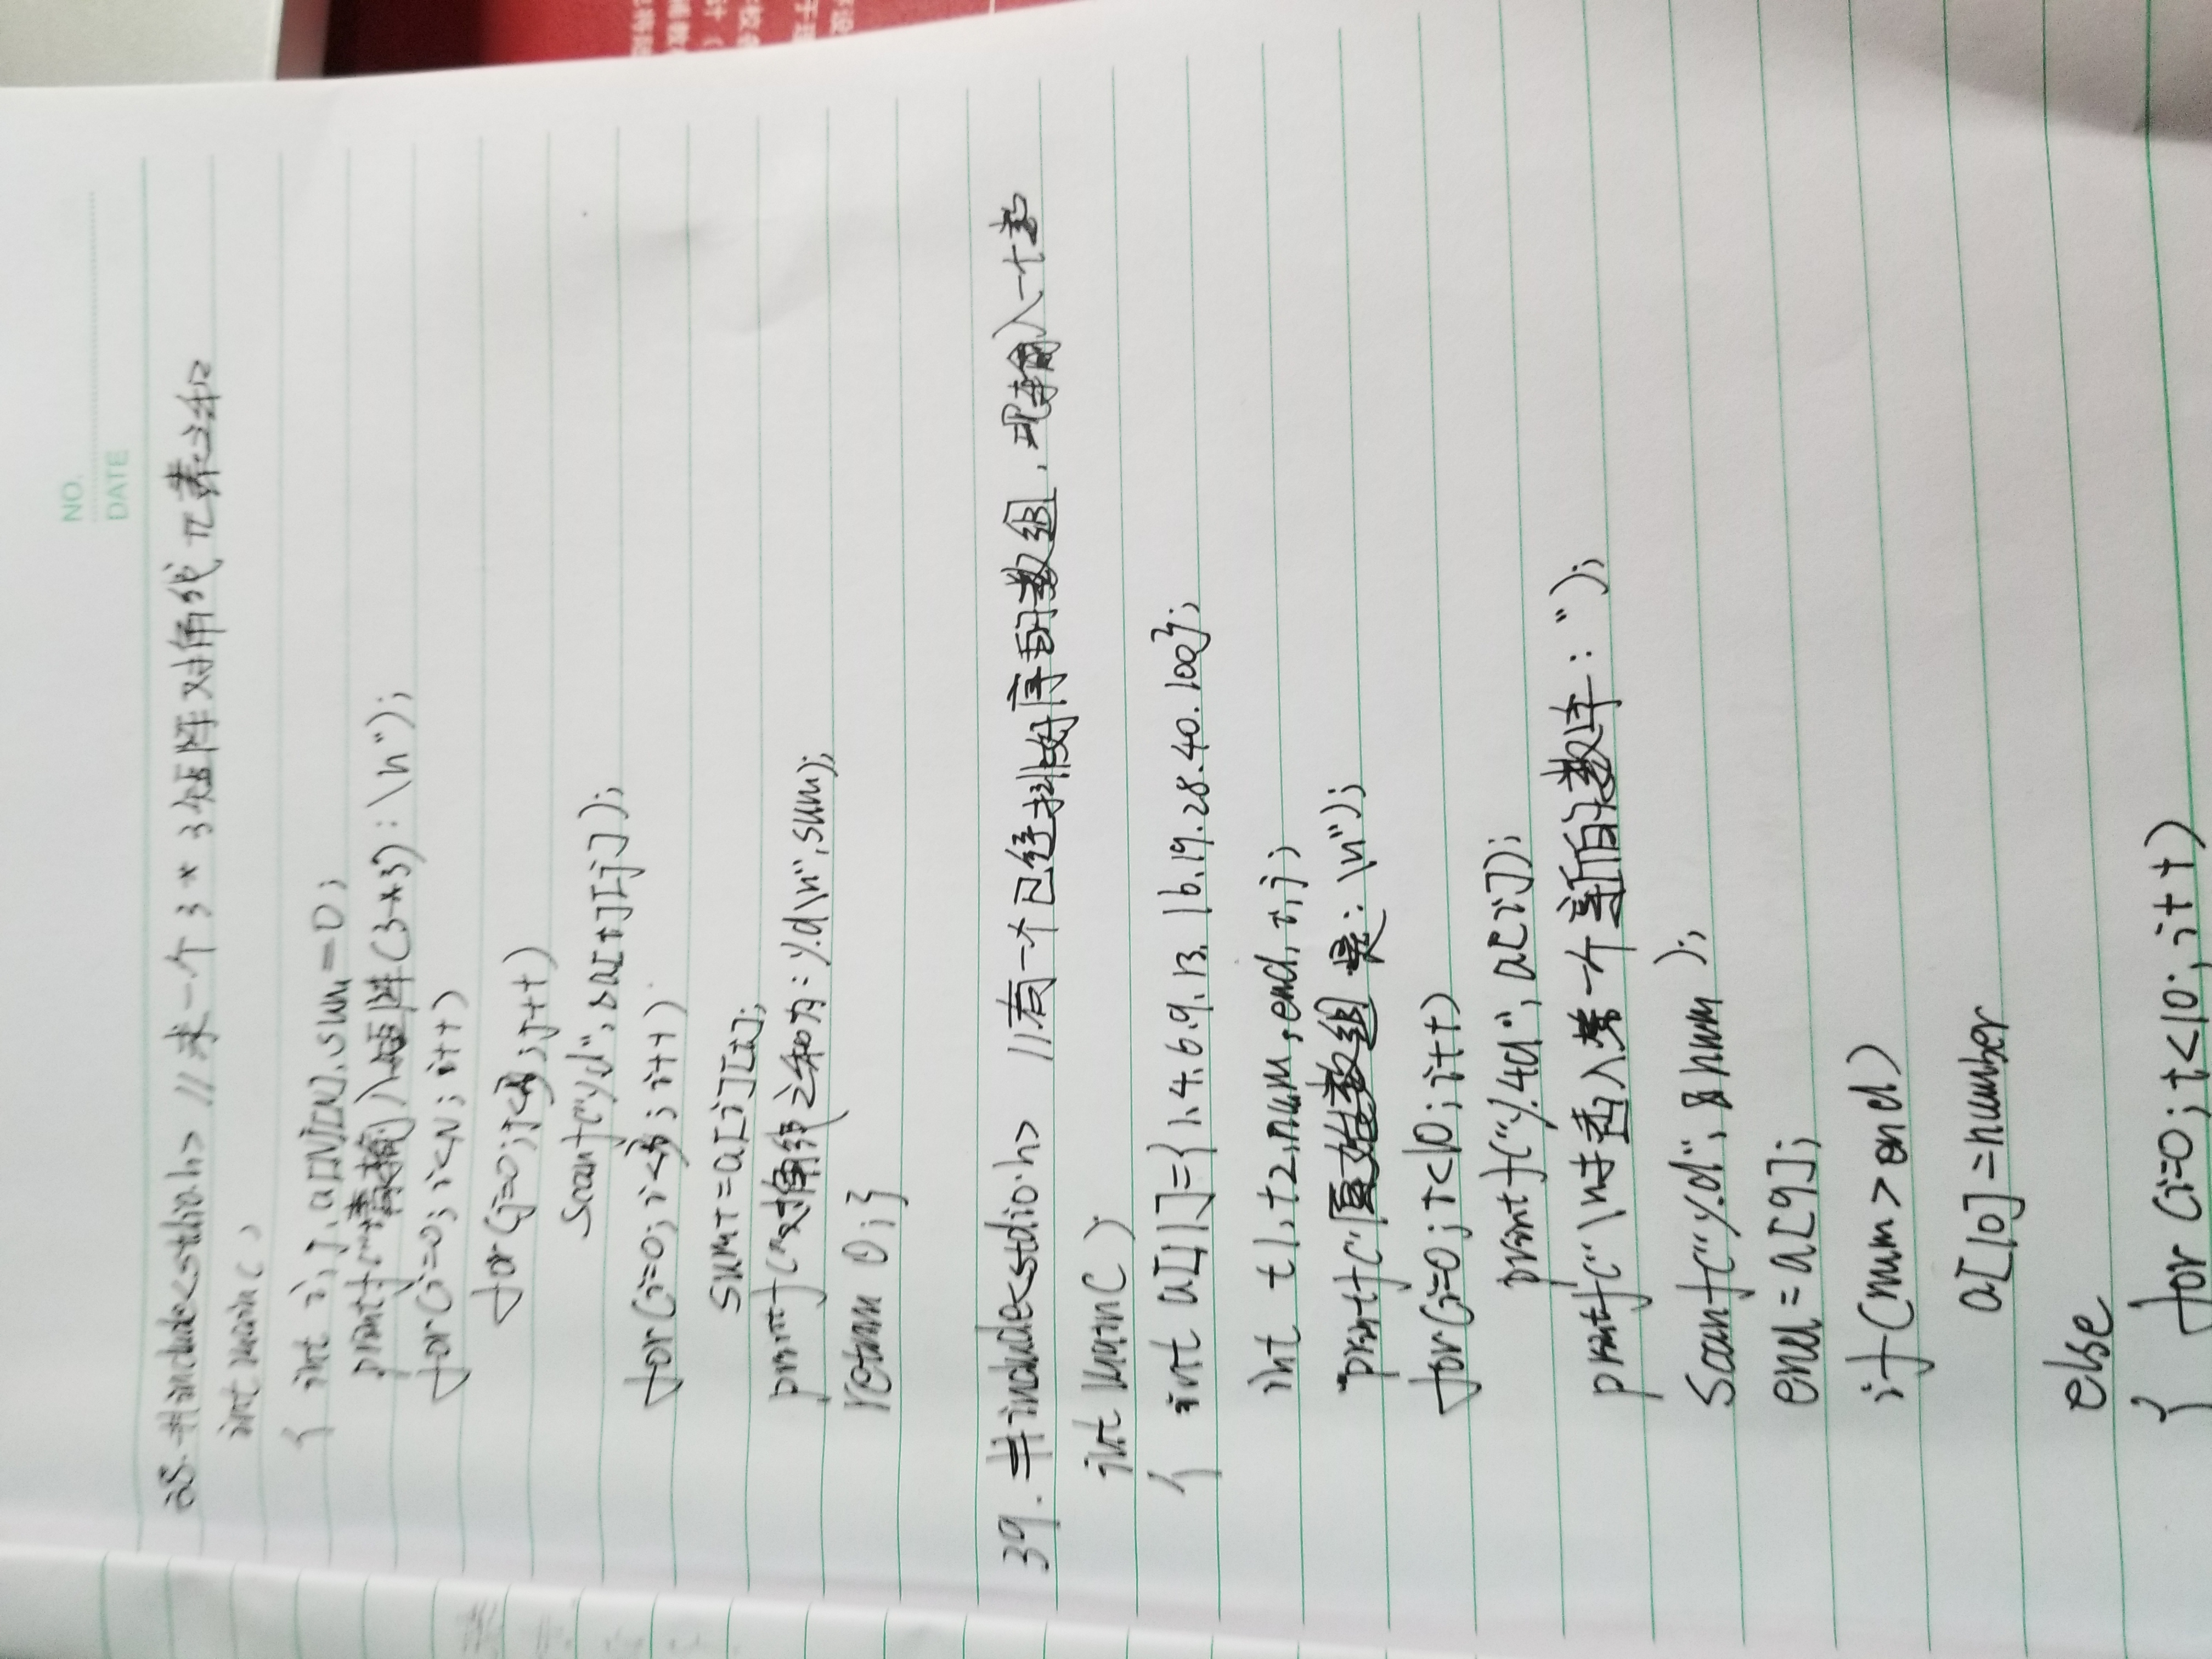 NO.
DATE
38. #include<stdio.h> //求一个3*3矩阵对角线元素之和
int main()
{ int i,j,a[N][N],sum=0;
printf("请输入矩阵(3*3):\n");
for(i=0;i<N;i++)
for(j=0;j<N;j++)
scanf("%d",&a[i][j]);
for(i=0;i<3;i++)
sum+=a[i][i];
printf("对角线之和为:%d\n",sum);
return 0;}
39. #include<stdio.h> //有一个已经排好序的数组,现输入一个数
int main()
{ int a[11]={1,4,6,9,13,16,19,28,40,100};
int t1,t2,num,end,i,j;
printf("原始数组是:\n");
for(i=0;i<10;i++)
printf("%4d",a[i]);
printf("\n插入一个新的数字:");
scanf("%d",&num);
end=a[9];
if(num>end)
a[10]=number
else
{ for(i=0;i<10;i++)